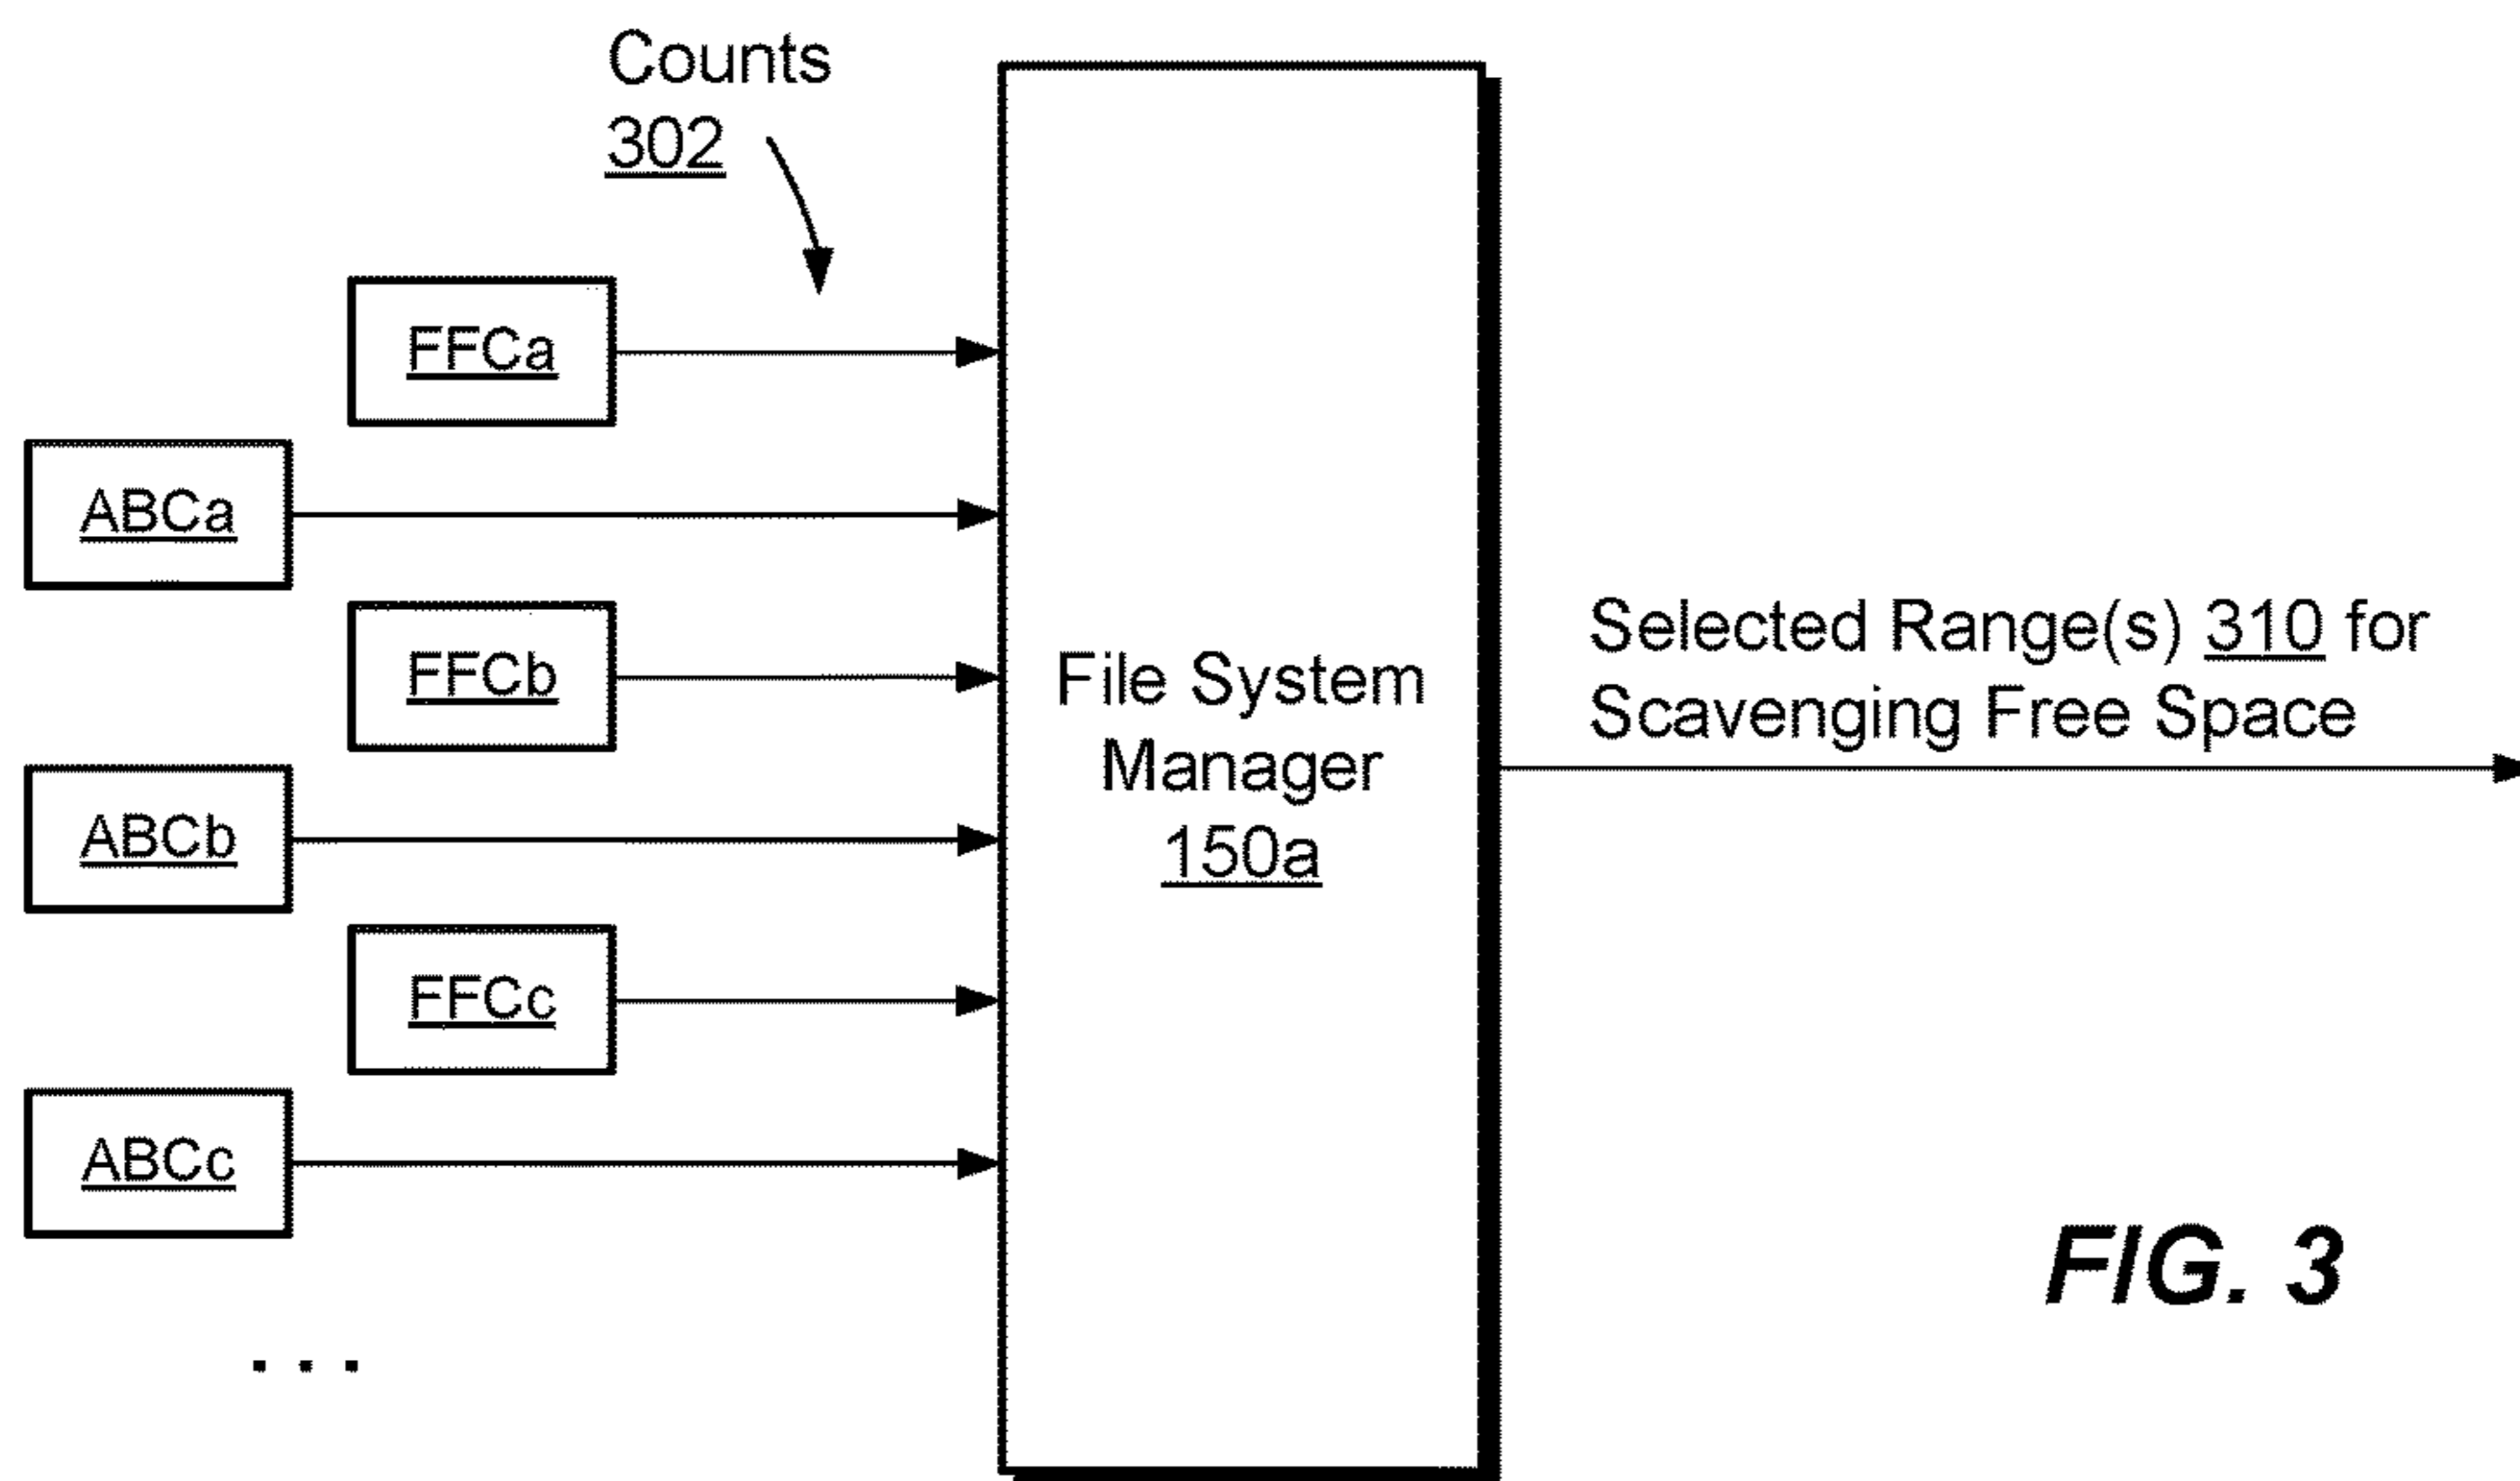 Counts
302
FFCa
ABCa
FFCb
ABCb
FFCc
ABCc
. . .
File System
Manager
150a
Selected Range(s) 310 for
Scavenging Free Space
FIG. 3